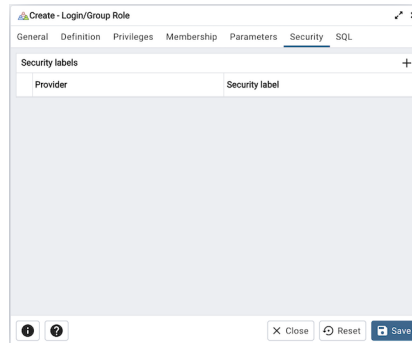 Create - Login/Group Role
General Definition Privileges Membership Parameters Security SQL
Security labels
Provider Security label
Close Reset Save